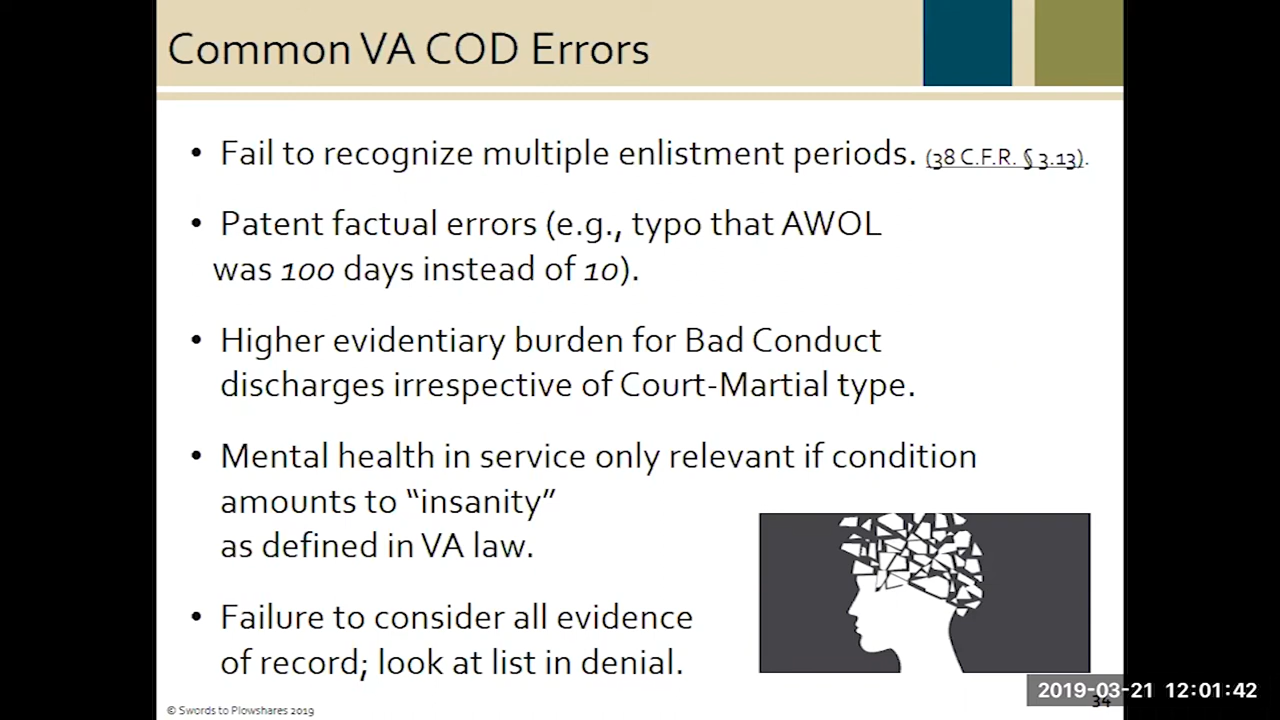 Common VA COD Errors
• Fail to recognize multiple enlistment periods. (38 C.F.R. § 3.13).
• Patent factual errors (e.g., typo that AWOL
was 100 days instead of 10).
• Higher evidentiary burden for Bad Conduct
discharges irrespective of Court-Martial type.
• Mental health in service only relevant if condition
amounts to “insanity”
as defined in VA law.
• Failure to consider all evidence
of record; look at list in denial.
2019-03-21 12:01:42
34
© Swords to Plowshares 2019